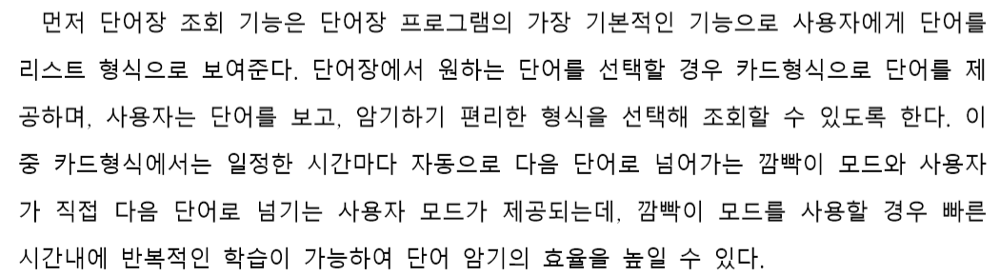 먼저 단어장 조회 기능은 단어장 프로그램의 가장 기본적인 기능으로 사용자에게 단어를
리스트 형식으로 보여준다. 단어장에서 원하는 단어를 선택할 경우 카드형식으로 단어를 제
공하며, 사용자는 단어를 보고, 암기하기 편리한 형식을 선택해 조회할 수 있도록 한다. 이
중 카드형식에서는 일정한 시간마다 자동으로 다음 단어로 넘어가는 깜빡이 모드와 사용자
가 직접 다음 단어로 넘기는 사용자 모드가 제공되는데, 깜빡이 모드를 사용할 경우 빠른
시간내에 반복적인 학습이 가능하여 단어 암기의 효율을 높일 수 있다.